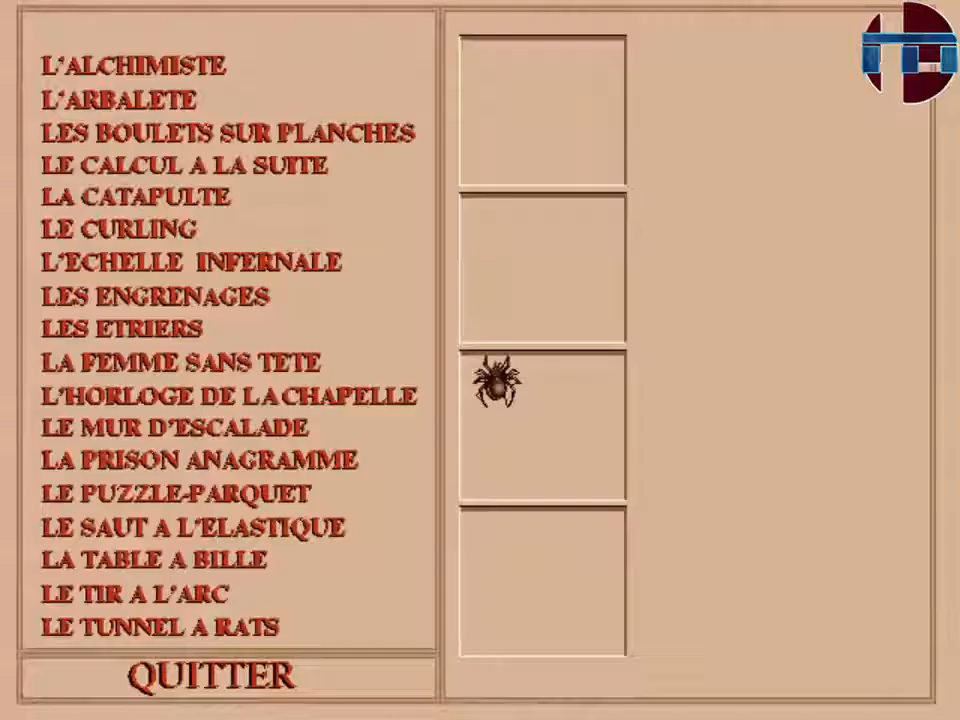 L'ALCHIMISTE
L'ARBALETE
LES BOULETS SUR PLANCHES
LE CALCUL A LA SUITE
LA CATAPULTE
LE CURLING
L'ECHELLE INFERNALE
LES ENGRENAGES
LES ETRIERS
LA FEMME SANS TETE
L'HORLOGE DE LA CHAPELLE
LE MUR D'ESCALADE
LA PRISON ANAGRAMME
LE PUZZLE-PARQUET
LE SAUT A L'ELASTIQUE
LA TABLE A BILLE
LE TIR A L'ARC
LE TUNNEL A RATS
QUITTER